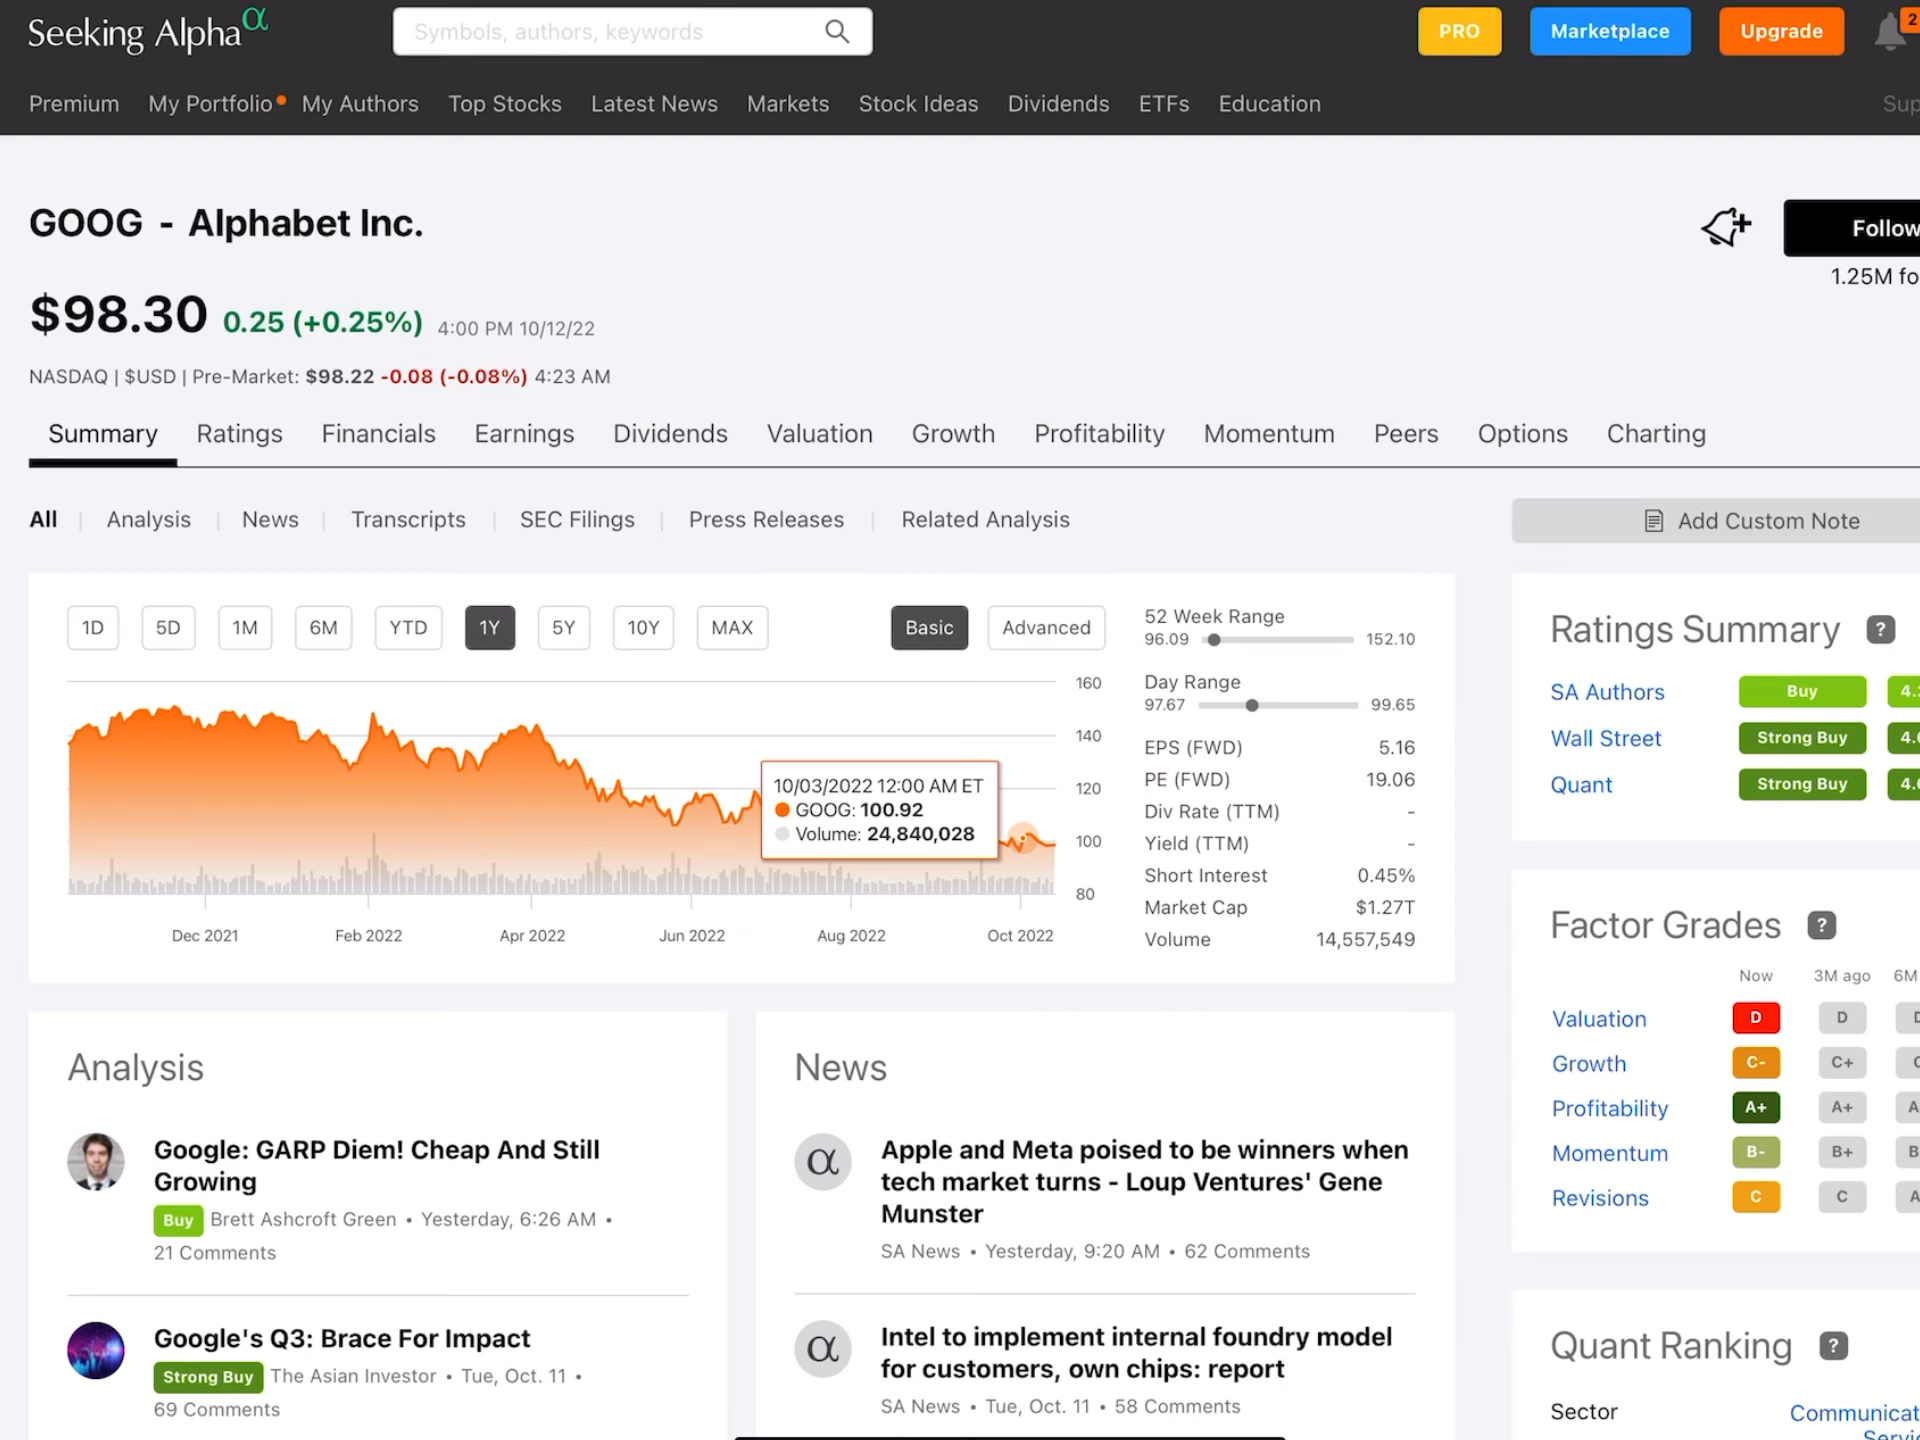 Seeking Alpha α
Symbols, authors, keywords
PRO
Marketplace
Upgrade
2
Premium My Portfolio My Authors Top Stocks Latest News Markets Stock Ideas Dividends ETFs Education
GOOG - Alphabet Inc.
Follow
1.25M
$98.30 0.25 (+0.25%) 4:00 PM 10/12/22
NASDAQ | $USD | Pre-Market: $98.22 -0.08 (-0.08%) 4:23 AM
Summary Ratings Financials Earnings Dividends Valuation Growth Profitability Momentum Peers Options Charting
All | Analysis | News | Transcripts | SEC Filings | Press Releases | Related Analysis
Add Custom Note
1D 5D 1M 6M YTD 1Y 5Y 10Y MAX Basic Advanced
160
140
120
100
80
10/03/2022 12:00 AM ET
GOOG: 100.92
Volume: 24,840,028
Dec 2021 Feb 2022 Apr 2022 Jun 2022 Aug 2022 Oct 2022
52 Week Range
96.09 152.10
Day Range
97.67 99.65
EPS (FWD) 5.16
PE (FWD) 19.06
Div Rate (TTM) -
Yield (TTM) -
Short Interest 0.45%
Market Cap $1.27T
Volume 14,557,549
Ratings Summary ?
SA Authors Buy
Wall Street Strong Buy
Quant Strong Buy
Factor Grades ?
Now 3M ago 6M
Valuation D D
Growth C- C+
Profitability A+ A+
Momentum B- B+
Revisions C C
Quant Ranking ?
Sector
Analysis
Google: GARP Diem! Cheap And Still
Growing
Buy Brett Ashcroft Green • Yesterday, 6:26 AM •
21 Comments
Google's Q3: Brace For Impact
Strong Buy The Asian Investor • Tue, Oct. 11 •
69 Comments
News
α
Apple and Meta poised to be winners when
tech market turns - Loup Ventures' Gene
Munster
SA News • Yesterday, 9:20 AM • 62 Comments
α
Intel to implement internal foundry model
for customers, own chips: report
SA News • Tue, Oct. 11 • 58 Comments